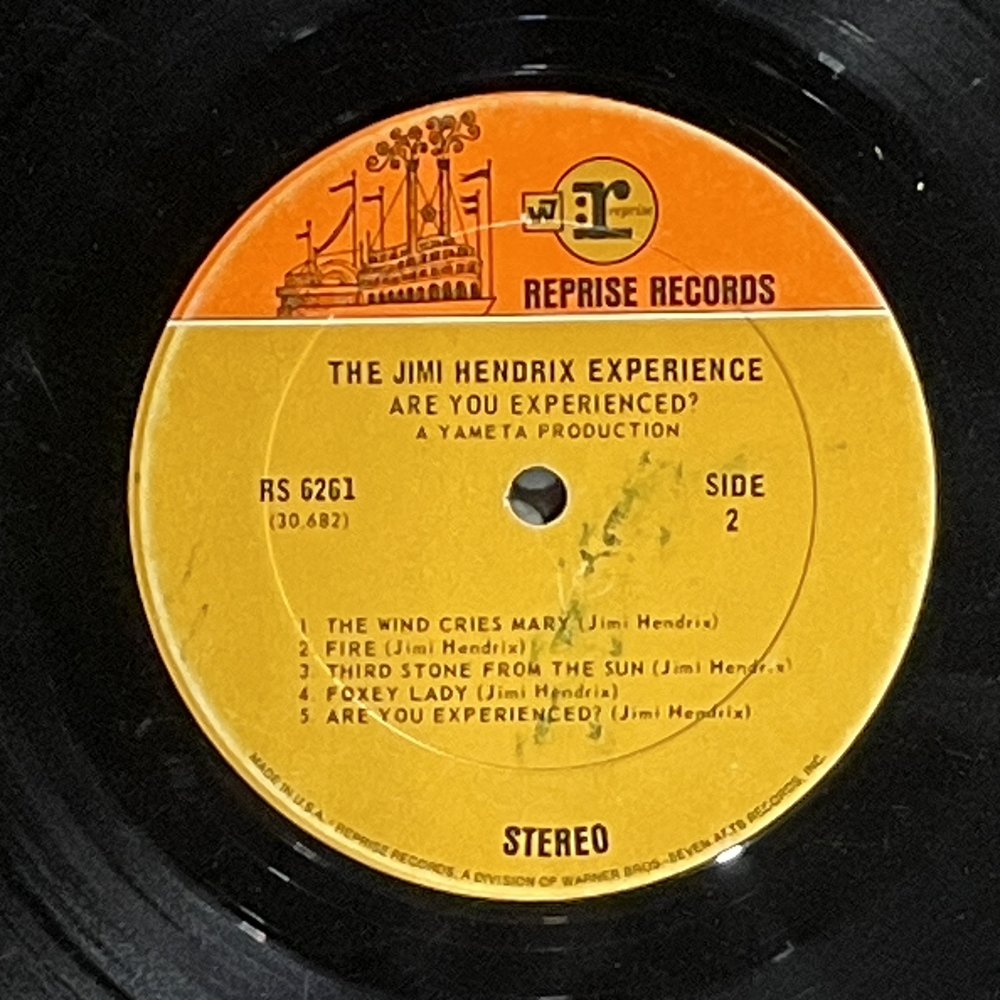 W7
r: reprise
REPRISE RECORDS
THE JIMI HENDRIX EXPERIENCE
ARE YOU EXPERIENCED?
A YAMETA PRODUCTION
RS 6261
(30,682)
SIDE
2
1. THE WIND CRIES MARY (Jimi Hendrix)
2. FIRE (Jimi Hendrix)
3. THIRD STONE FROM THE SUN (Jimi Hendrix)
4. FOXEY LADY (Jimi Hendrix)
5. ARE YOU EXPERIENCED? (Jimi Hendrix)
STEREO
MADE IN U.S.A. · REPRISE RECORDS, A DIVISION OF WARNER BROS.-SEVEN ARTS RECORDS, INC.